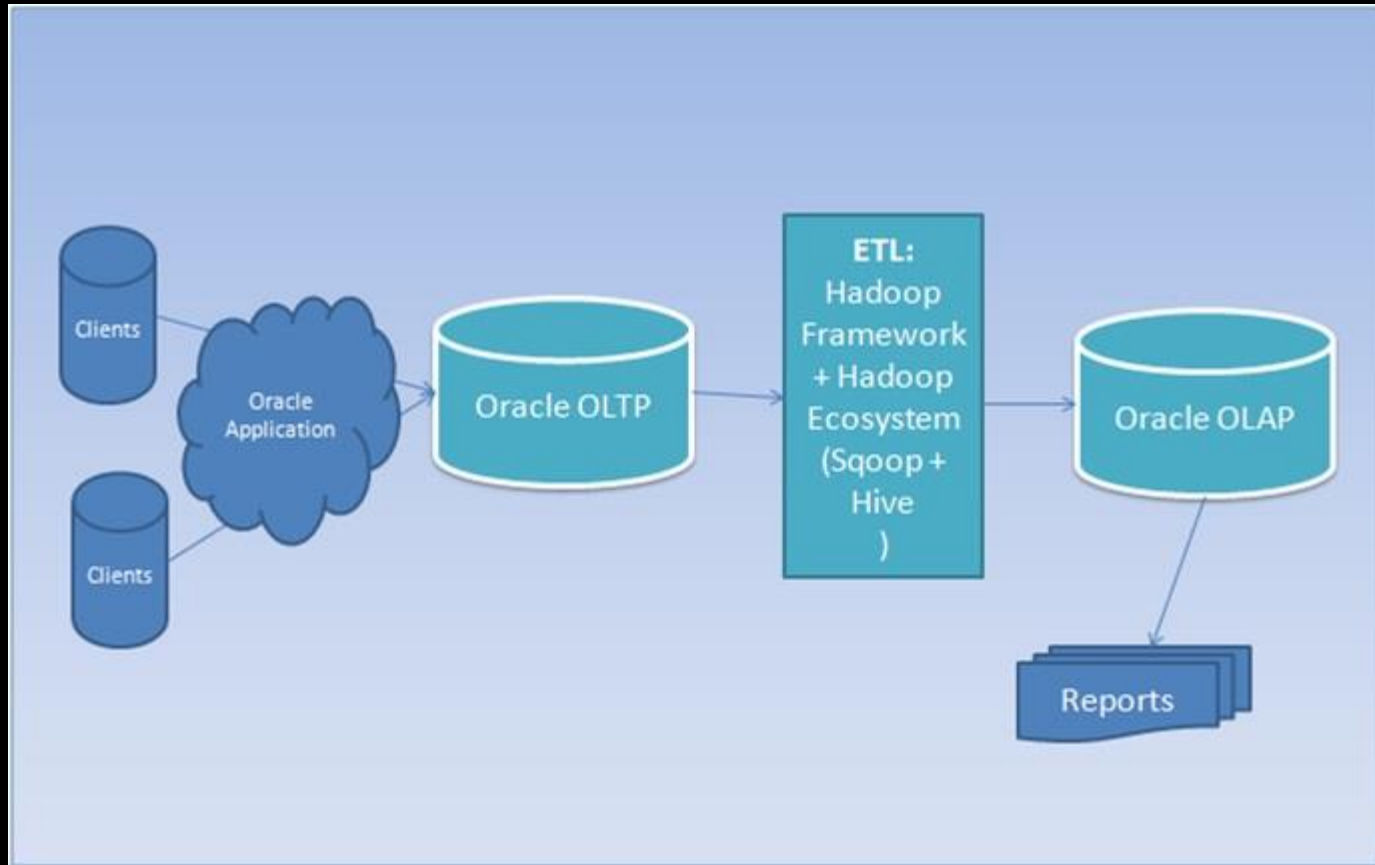 Clients
Oracle
Application
Clients
Oracle OLTP
ETL:
Hadoop
Framework
+ Hadoop
Ecosystem
(Sqoop +
Hive
)
Oracle OLAP
Reports